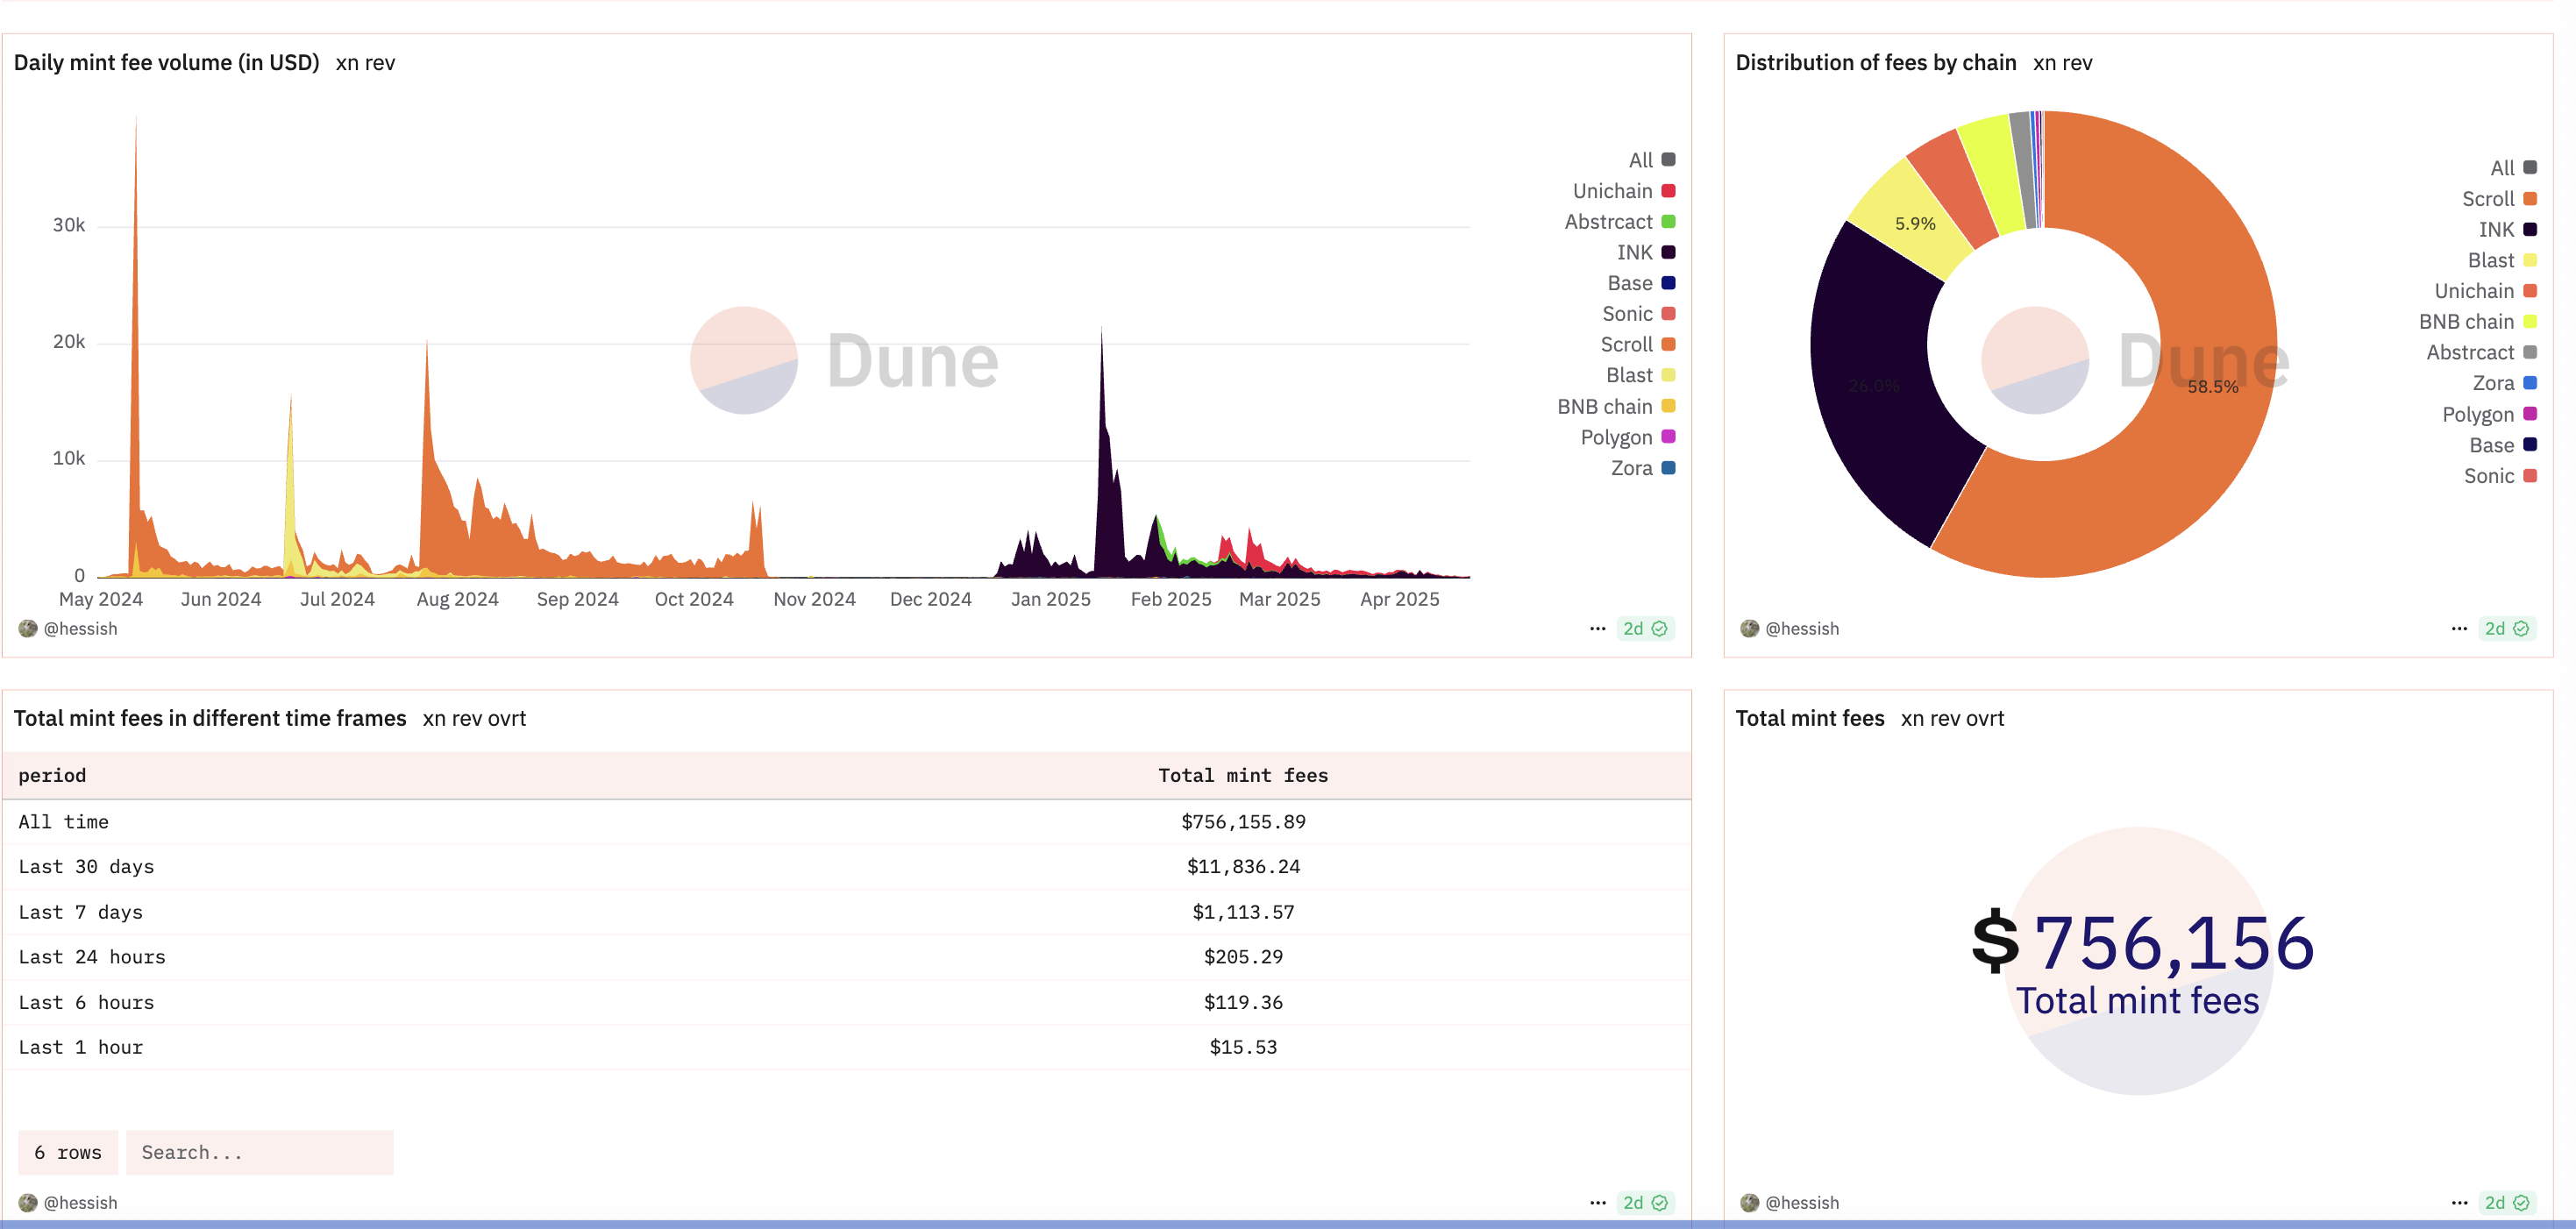 Daily mint fee volume (in USD) xn rev
30k
20k
10k
0
May 2024 Jun 2024 Jul 2024 Aug 2024 Sep 2024 Oct 2024 Nov 2024 Dec 2024 Jan 2025 Feb 2025 Mar 2025 Apr 2025
Dune
All
Unichain
Abstrcact
INK
Base
Sonic
Scroll
Blast
BNB chain
Polygon
Zora
@hessish
... 2d
Distribution of fees by chain xn rev
5.9%
26.0%
58.5%
Dune
All
Scroll
INK
Blast
Unichain
BNB chain
Abstrcact
Zora
Polygon
Base
Sonic
@hessish
... 2d
Total mint fees in different time frames xn rev ovrt
period Total mint fees
All time $756,155.89
Last 30 days $11,836.24
Last 7 days $1,113.57
Last 24 hours $205.29
Last 6 hours $119.36
Last 1 hour $15.53
6 rows Search...
@hessish
... 2d
Total mint fees xn rev ovrt
$756,156
Total mint fees
@hessish
... 2d